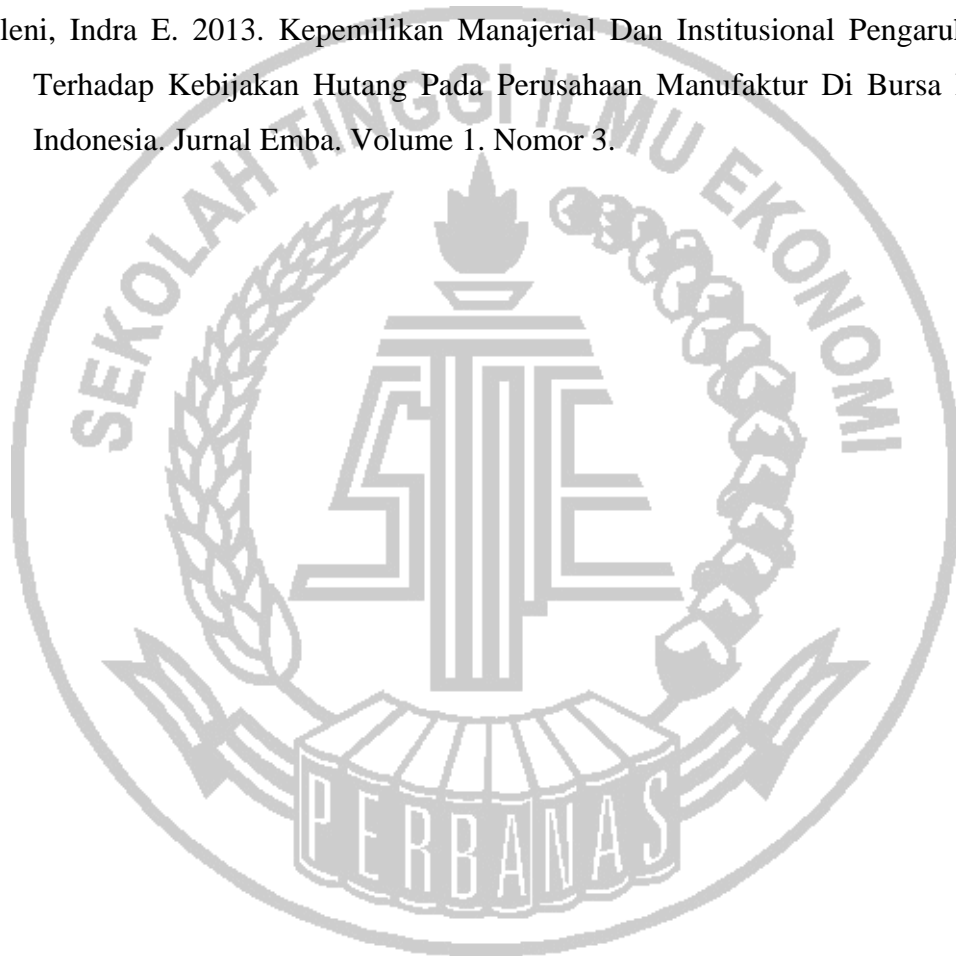 leni, Indra E. 2013. Kepemilikan Manajerial Dan Institusional
Terhadap Kebijakan Hutang Pada Perusahaan Manufaktur Di Bursa
Indonesia. Jurnal Emba. Volume 1. Nomor 3.
SEKOLAH TINGGI ILMU EKONOMI
PERBANAS